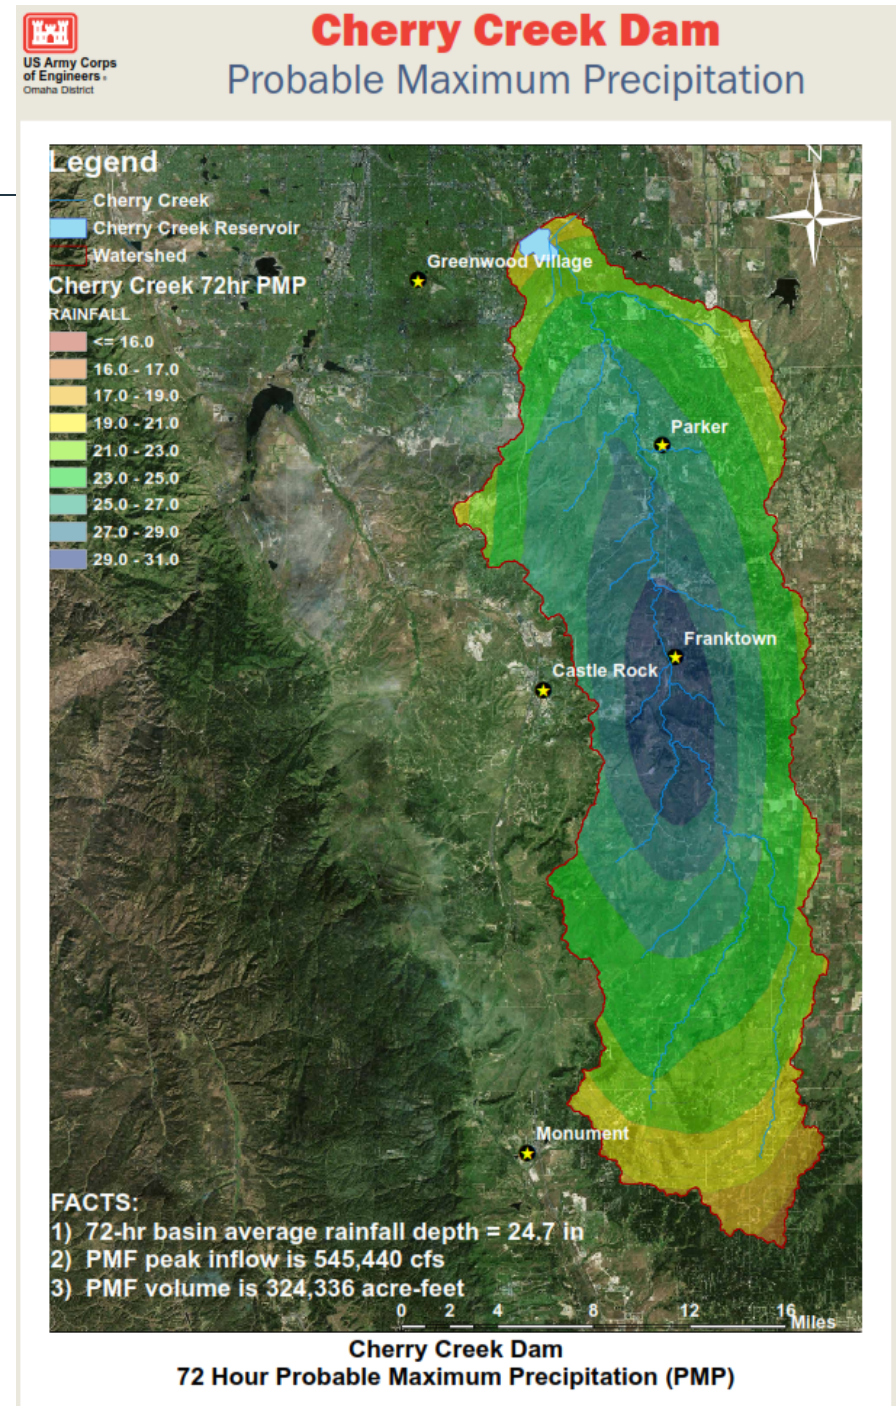 Cherry Creek Dam
Probable Maximum Precipitation
US Army Corps
of Engineers®
Omaha District
Legend
Cherry Creek
Cherry Creek Reservoir
Watershed
Cherry Creek 72hr PMP
RAINFALL
<= 16.0
16.0 - 17.0
17.0 - 19.0
19.0 - 21.0
21.0 - 23.0
23.0 - 25.0
25.0 - 27.0
27.0 - 29.0
29.0 - 31.0
N
Greenwood Village
Parker
Franktown
Castle Rock
Monument
FACTS:
1) 72-hr basin average rainfall depth = 24.7 in
2) PMF peak inflow is 545,440 cfs
3) PMF volume is 324,336 acre-feet
0 2 4 8 12 16
Miles
Cherry Creek Dam
72 Hour Probable Maximum Precipitation (PMP)